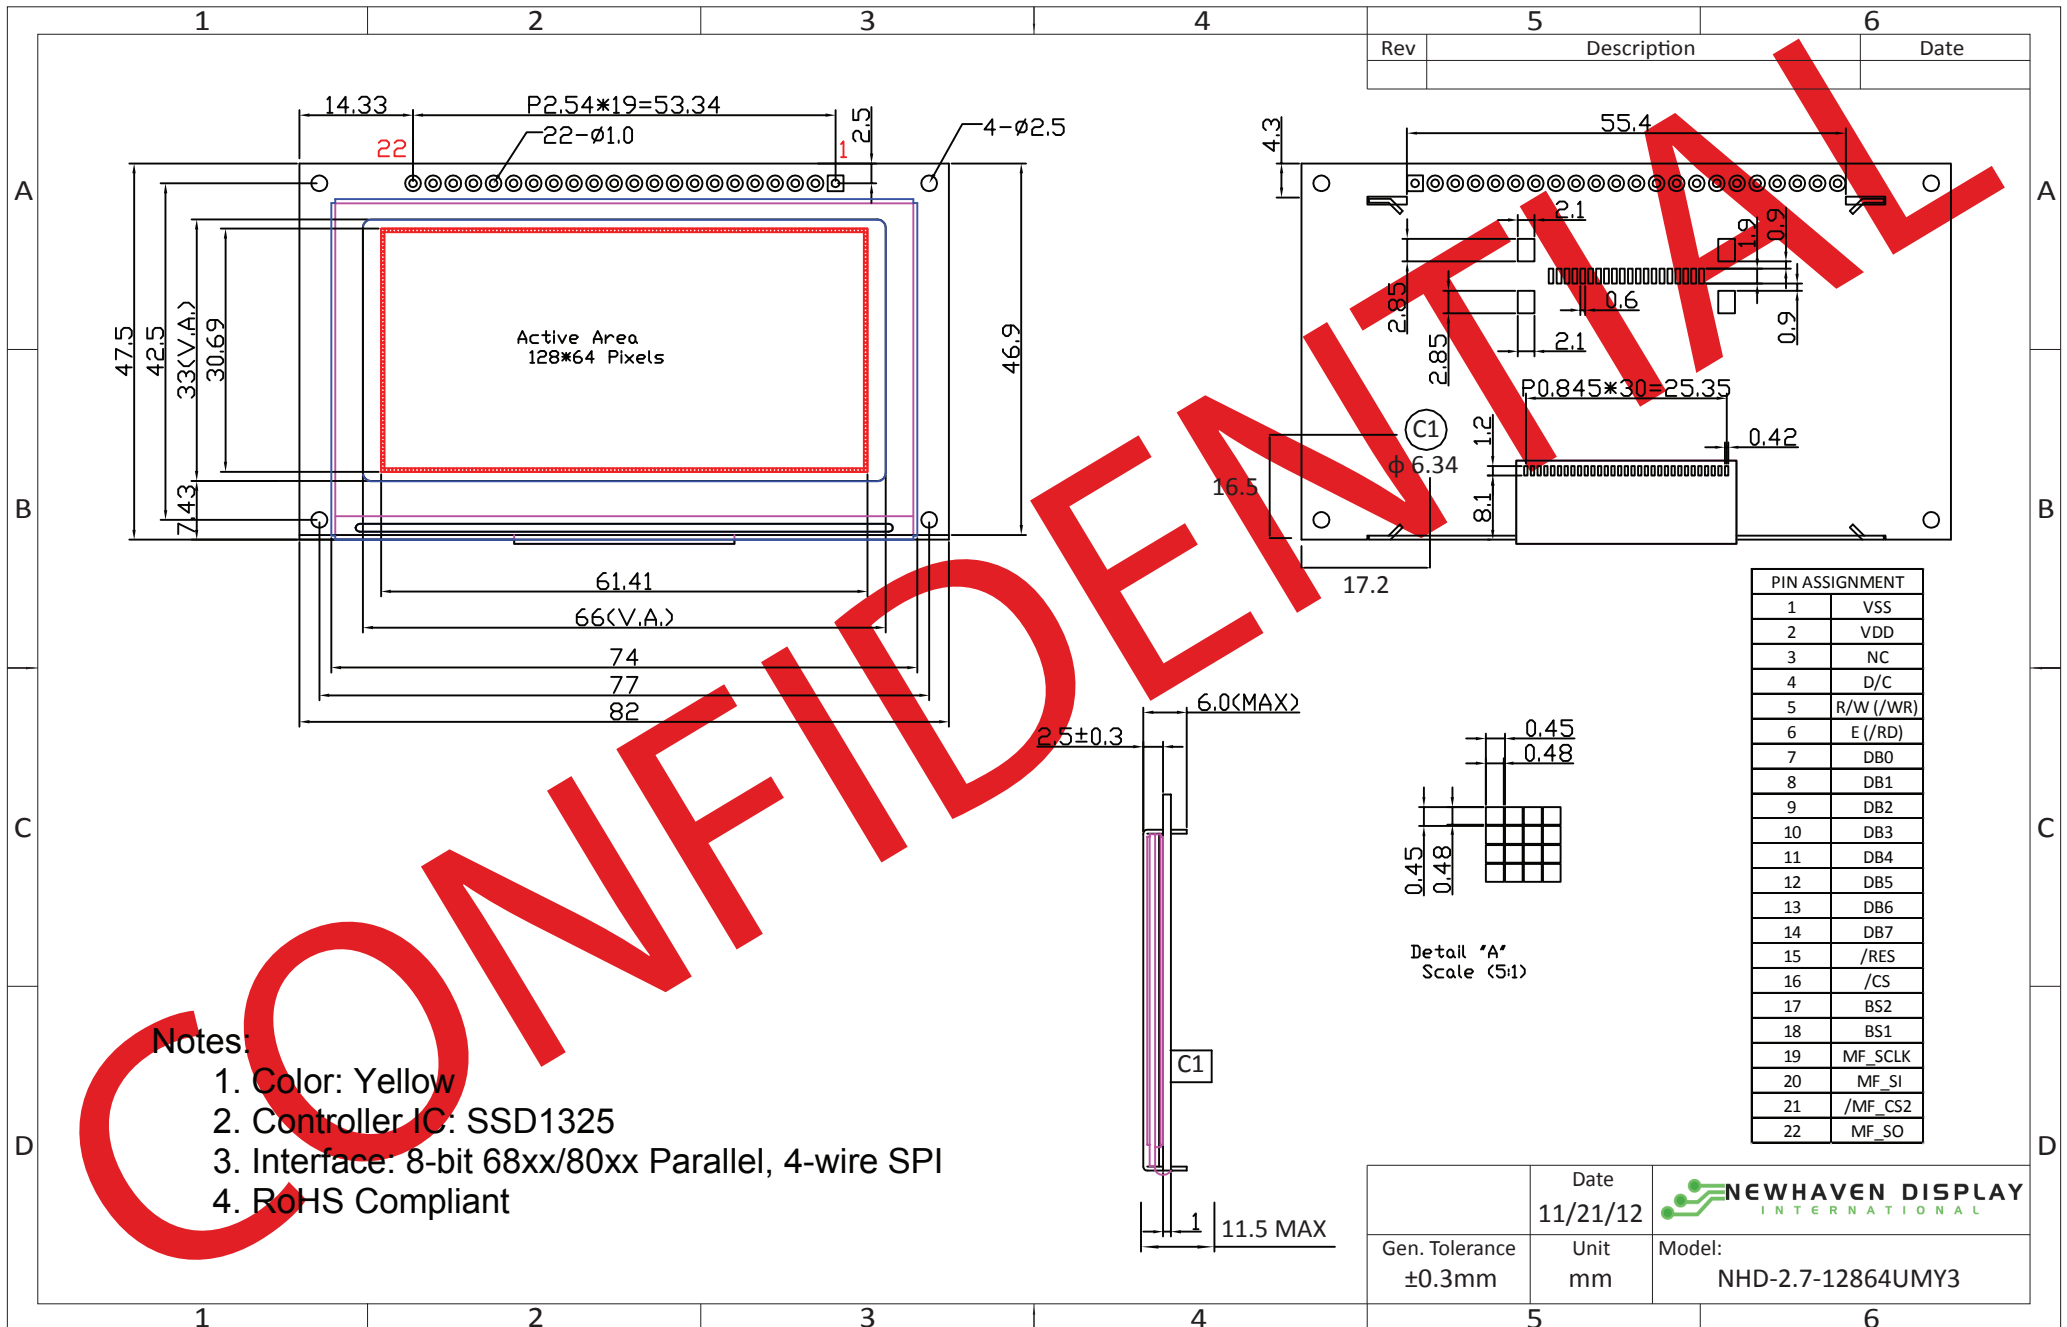 1 2 3 4 5 6
Rev Description Date
A A
B B
C C
D D
14.33
P2.54*19=53.34
2.5
22-Ø1.0
4-Ø2.5
22
1
47.5
42.5
33(V.A.)
30.69
7.43
46.9
Active Area
128*64 Pixels
61.41
66(V.A.)
74
77
82
4.3
55.4
2.1
1.9
0.9
2.85
0.6
2.85
2.1
0.9
P0.845*30=25.35
C1
1.2
0.42
ϕ 6.34
16.5
8.1
17.2
CONFIDENTIAL
6.0(MAX)
2.5±0.3
C1
1
11.5 MAX
0.45
0.48
0.45
0.48
Detail "A"
Scale (5:1)
PIN ASSIGNMENT
1 VSS
2 VDD
3 NC
4 D/C
5 R/W (/WR)
6 E (/RD)
7 DB0
8 DB1
9 DB2
10 DB3
11 DB4
12 DB5
13 DB6
14 DB7
15 /RES
16 /CS
17 BS2
18 BS1
19 MF_SCLK
20 MF_SI
21 /MF_CS2
22 MF_SO
Notes:
1. Color: Yellow
2. Controller IC: SSD1325
3. Interface: 8-bit 68xx/80xx Parallel, 4-wire SPI
4. RoHS Compliant
Date
11/21/12
NEWHAVEN DISPLAY
INTERNATIONAL
Gen. Tolerance
±0.3mm
Unit
mm
Model:
NHD-2.7-12864UMY3
1 2 3 4 5 6